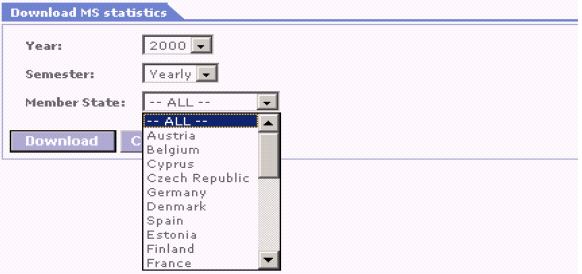 Download MS statistics
Year: 2000
Semester: Yearly
Member State: -- ALL --
-- ALL --
Download C
Austria
Belgium
Cyprus
Czech Republic
Germany
Denmark
Spain
Estonia
Finland
France